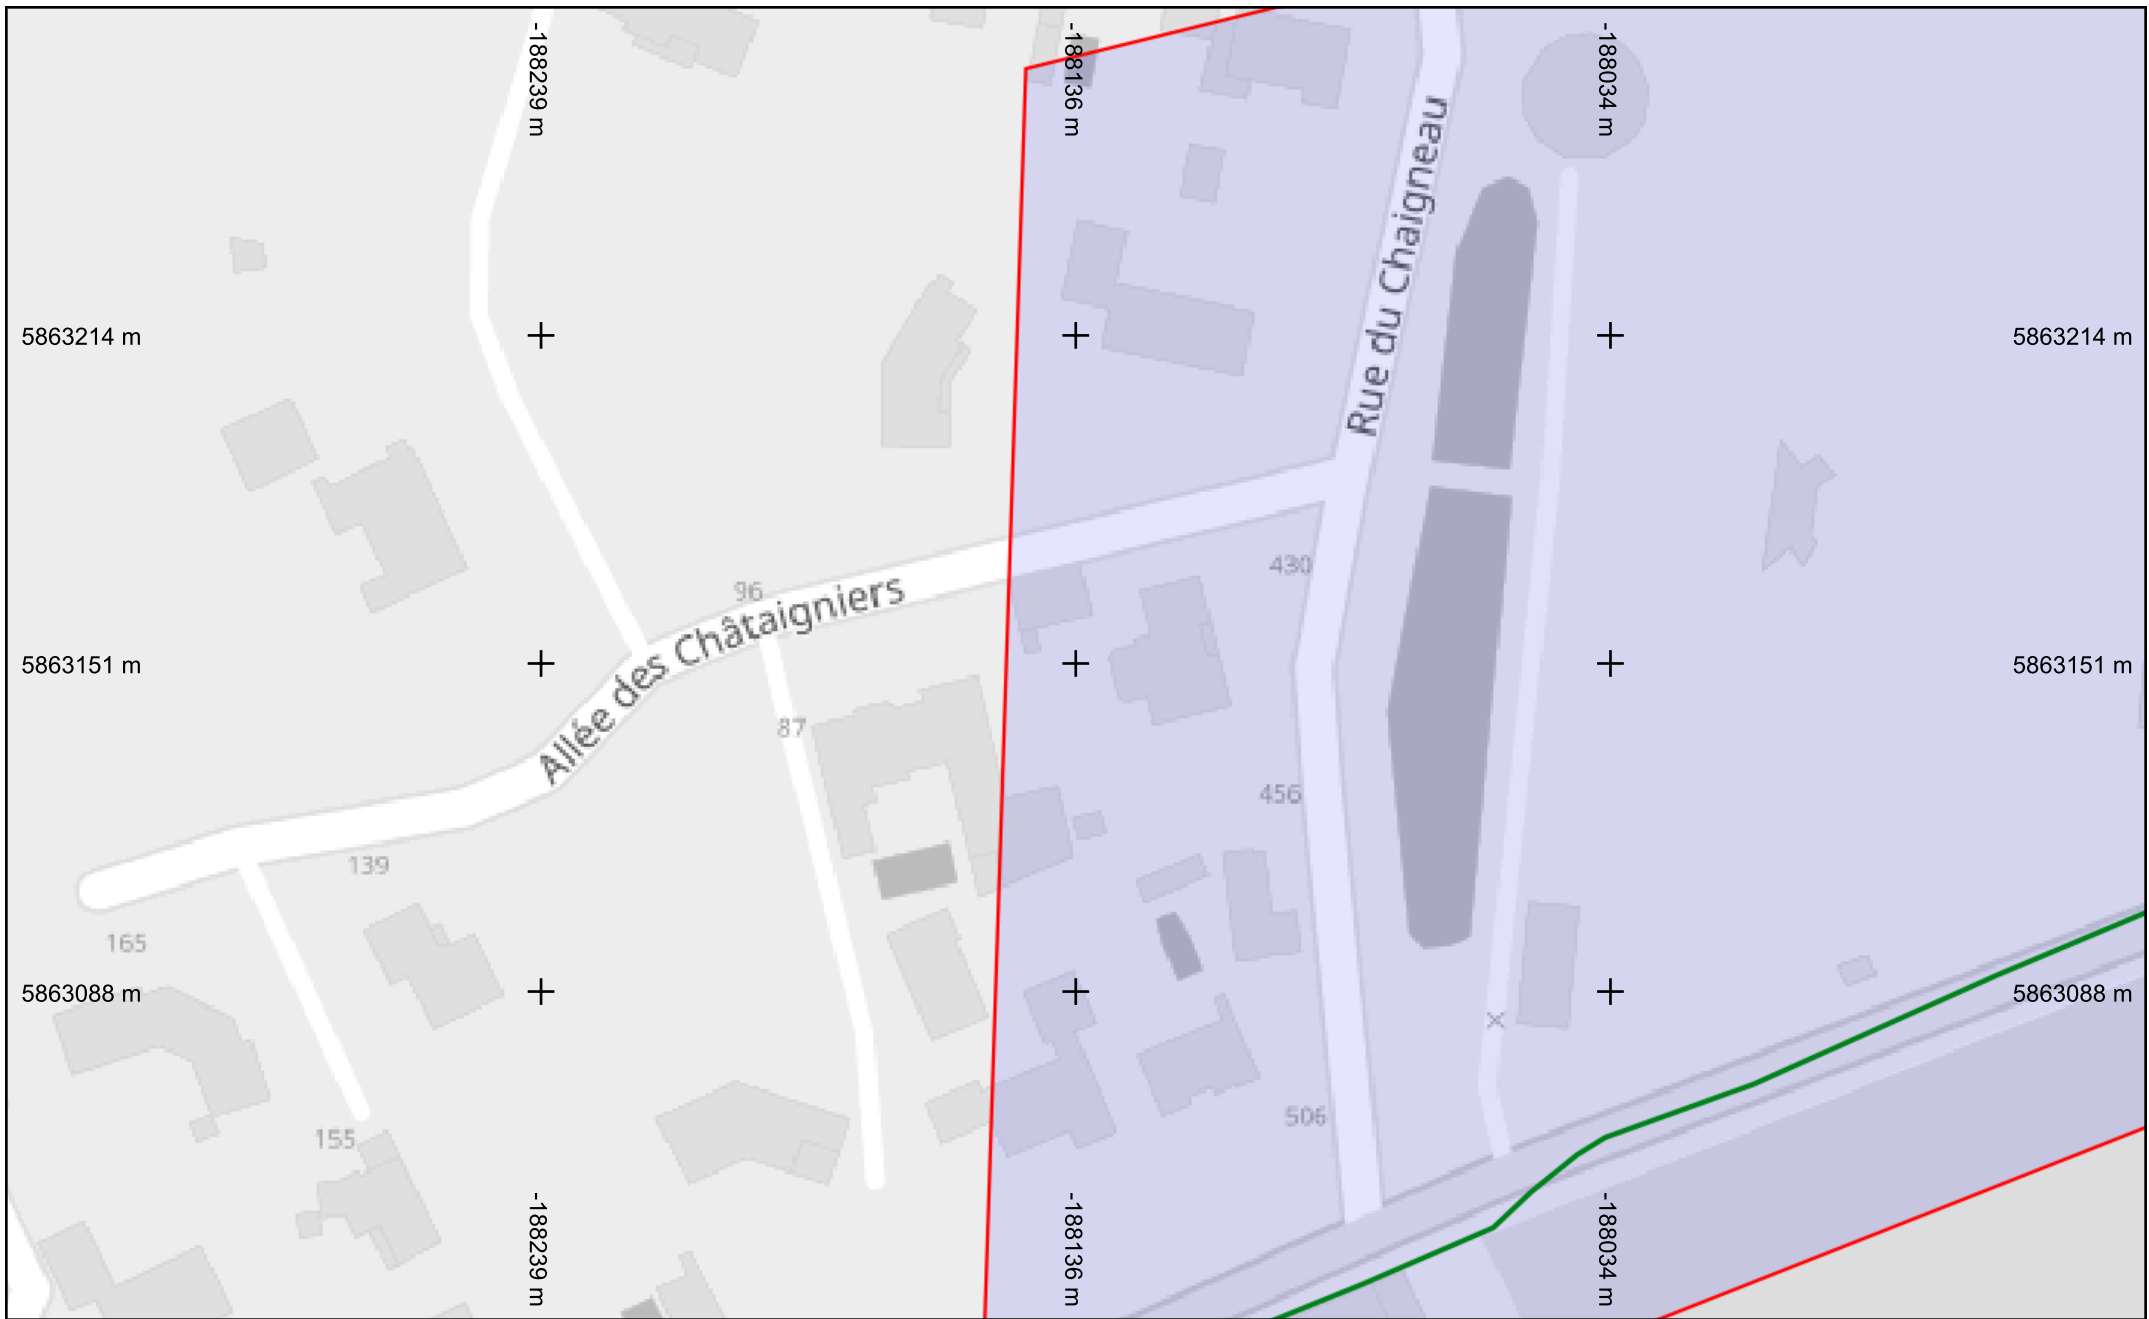 -188239 m
-188136 m
-188034 m
Rue du Chaigneau
5863214 m
5863214 m
430
96
Allée des Châtaigniers
5863151 m
5863151 m
87
456
139
165
5863088 m
5863088 m
506
155
-188239 m
-188136 m
-188034 m